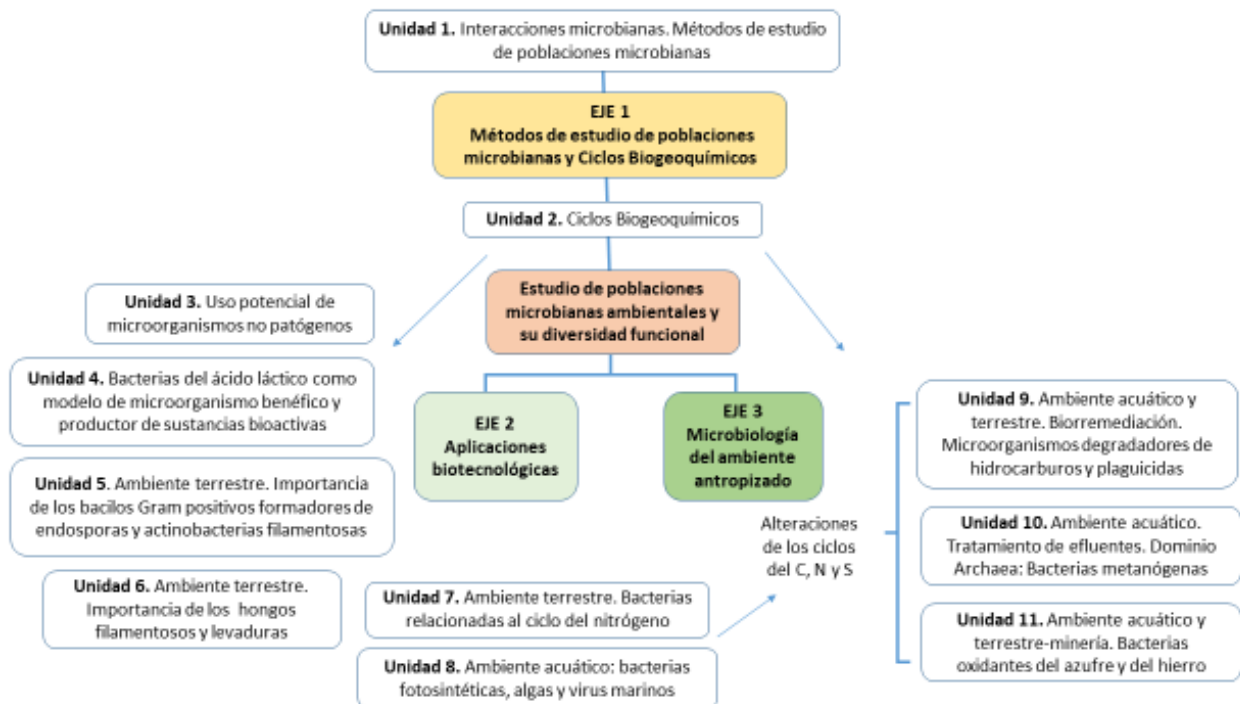 Unidad 1. Interacciones microbianas. Métodos de estudio
de poblaciones microbianas
EJE 1
Métodos de estudio de poblaciones
microbianas y Ciclos Biogeoquímicos
Unidad 2. Ciclos Biogeoquímicos
Estudio de poblaciones
microbianas ambientales y
su diversidad funcional
Unidad 3. Uso potencial de
microorganismos no patógenos
Unidad 4. Bacterias del ácido láctico como
modelo de microorganismo benéfico y
productor de sustancias bioactivas
Unidad 5. Ambiente terrestre. Importancia
de los bacilos Gram positivos formadores de
endosporas y actinobacterias filamentosas
Unidad 6. Ambiente terrestre.
Importancia de los hongos
filamentosos y levaduras
EJE 2
Aplicaciones
biotecnológicas
EJE 3
Microbiología
del ambiente
antropizado
Unidad 7. Ambiente terrestre. Bacterias
relacionadas al ciclo del nitrógeno
Unidad 8. Ambiente acuático: bacterias
fotosintéticas, algas y virus marinos
Alteraciones
de los ciclos
del C, N y S
Unidad 9. Ambiente acuático y
terrestre. Biorremediación.
Microorganismos degradadores de
hidrocarburos y plaguicidas
Unidad 10. Ambiente acuático.
Tratamiento de efluentes. Dominio
Archaea: Bacterias metanógenas
Unidad 11. Ambiente acuático y
terrestre-minería. Bacterias
oxidantes del azufre y del hierro